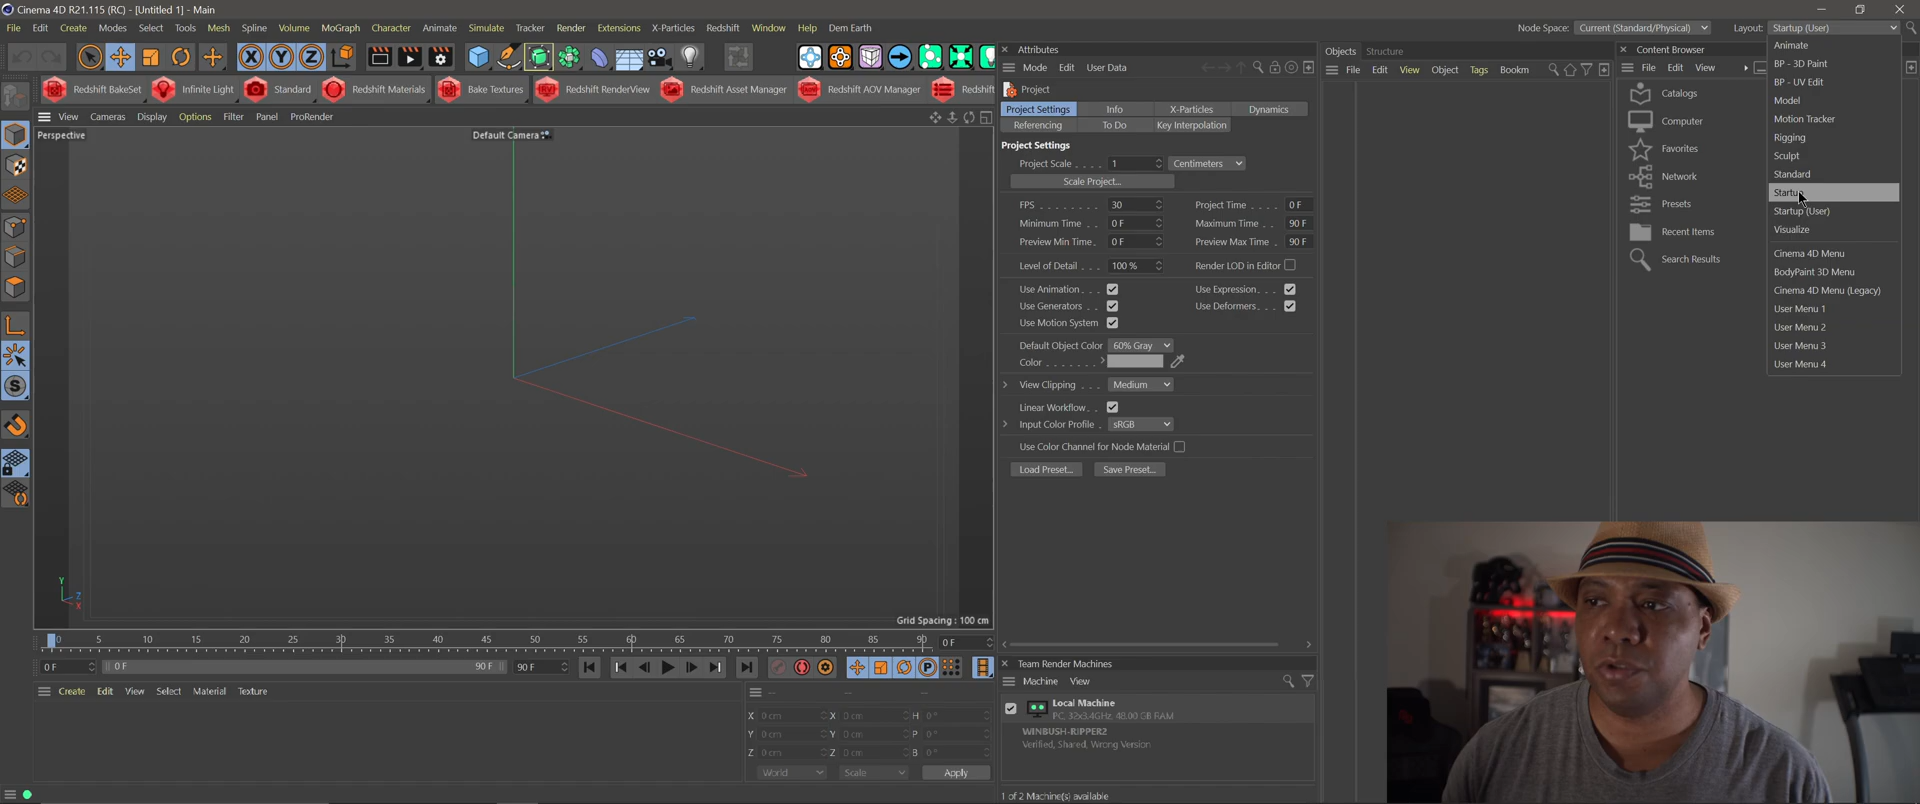 Cinema 4D R21.115 (RC) - [Untitled 1] - Main
File Edit Create Modes Select Tools Mesh Spline Volume MoGraph Character Animate Simulate Tracker Render Extensions X-Particles Redshift Window Help Dem Earth
Node Space: Current (Standard/Physical) Layout: Startup (User)
Redshift BakeSet Infinite Light Standard Redshift Materials Bake Textures Redshift RenderView Redshift Asset Manager Redshift AOV Manager Redshift
View Cameras Display Options Filter Panel ProRender
Perspective
Default Camera
Y
Z
X
Grid Spacing : 100 cm
0 5 10 15 20 25 30 35 40 45 50 55 60 65 70 75 80 85 90 0 F
0 F 0 F 90 F 90 F
Create Edit View Select Material Texture
-- -- --
X 0 cm X 0 cm H 0 °
Y 0 cm Y 0 cm P 0 °
Z 0 cm Z 0 cm B 0 °
World Scale Apply
Attributes
Mode Edit User Data
Project
Project Settings Info X-Particles Dynamics
Referencing To Do Key Interpolation
Project Settings
Project Scale . . . . 1 Centimeters
Scale Project...
FPS . . . . . . . . 30 Project Time . . . . 0 F
Minimum Time . . 0 F Maximum Time . . 90 F
Preview Min Time . 0 F Preview Max Time . 90 F
Level of Detail . . . 100 % Render LOD in Editor
Use Animation . . . Use Expression . . .
Use Generators . . Use Deformers . . .
Use Motion System
Default Object Color 60% Gray
Color . . . . . . .
View Clipping . . . Medium
Linear Workflow . .
Input Color Profile . sRGB
Use Color Channel for Node Material
Load Preset... Save Preset...
Team Render Machines
Machine View
Local Machine
PC, 32x3.4GHz, 48.00 GB RAM
WINBUSH-RIPPER2
Verified, Shared, Wrong Version
1 of 2 Machine(s) available
Objects Structure
File Edit View Object Tags Bookm
Content Browser
File Edit View
Catalogs
Computer
Favorites
Network
Presets
Recent Items
Search Results
Animate
BP - 3D Paint
BP - UV Edit
Model
Motion Tracker
Rigging
Sculpt
Standard
Startup
Startup (User)
Visualize
Cinema 4D Menu
BodyPaint 3D Menu
Cinema 4D Menu (Legacy)
User Menu 1
User Menu 2
User Menu 3
User Menu 4